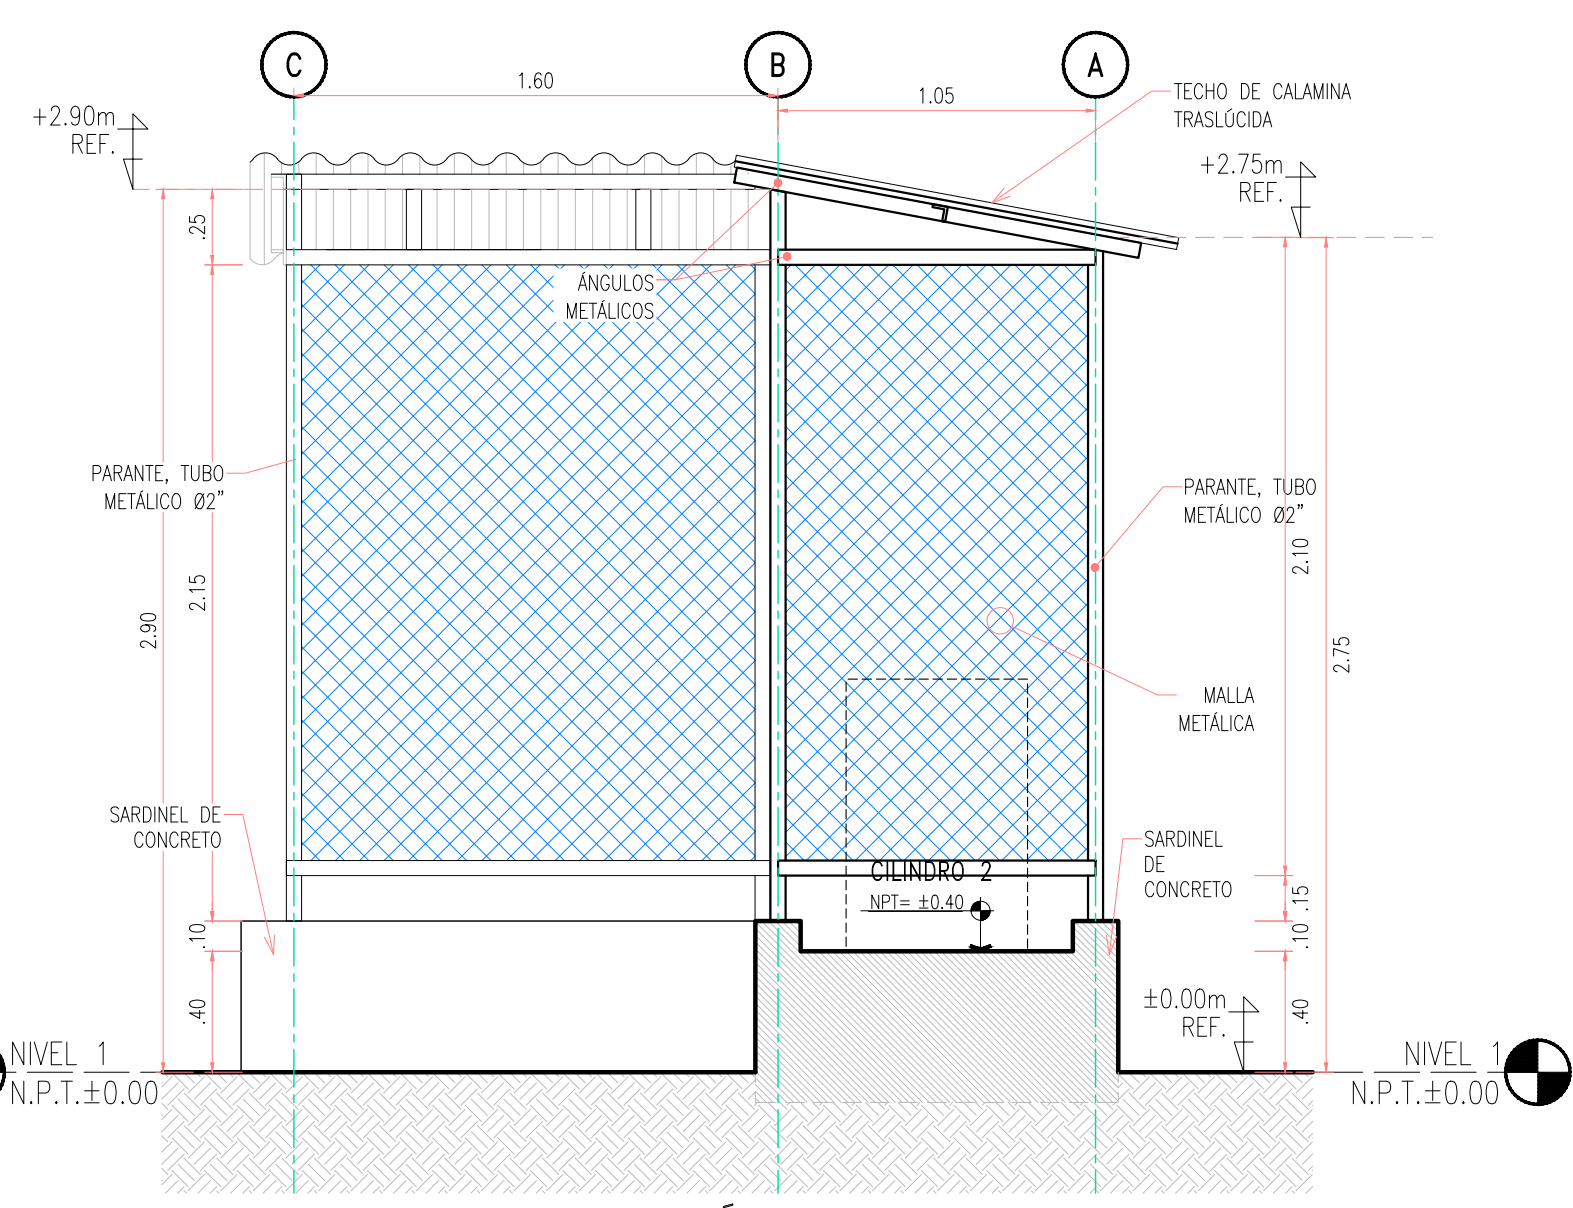 C
B
A
1.60
1.05
TECHO DE CALAMINA
TRASLÚCIDA
+2.90m
REF.
+2.75m
REF.
.25
ÁNGULOS
METÁLICOS
PARANTE, TUBO
METÁLICO Ø2"
PARANTE, TUBO
METÁLICO Ø2"
2.10
2.15
2.90
2.75
MALLA
METÁLICA
SARDINEL DE
CONCRETO
SARDINEL
DE
CONCRETO
CILINDRO 2
NPT= ±0.40
.15
.10
.10
.40
.40
±0.00m
REF.
NIVEL 1
N.P.T.±0.00
NIVEL 1
N.P.T.±0.00